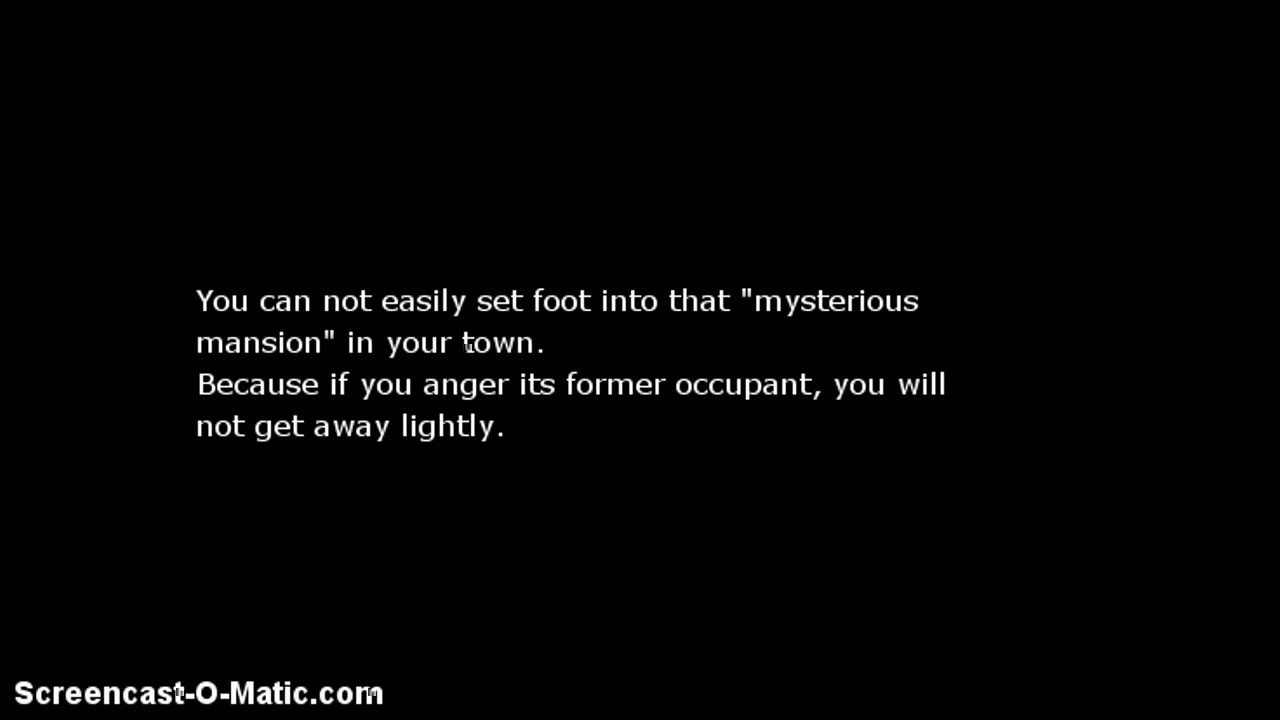 You can not easily set foot into that "mysterious
mansion" in your town.
Because if you anger its former occupant, you will
not get away lightly.
Screencast-O-Matic.com